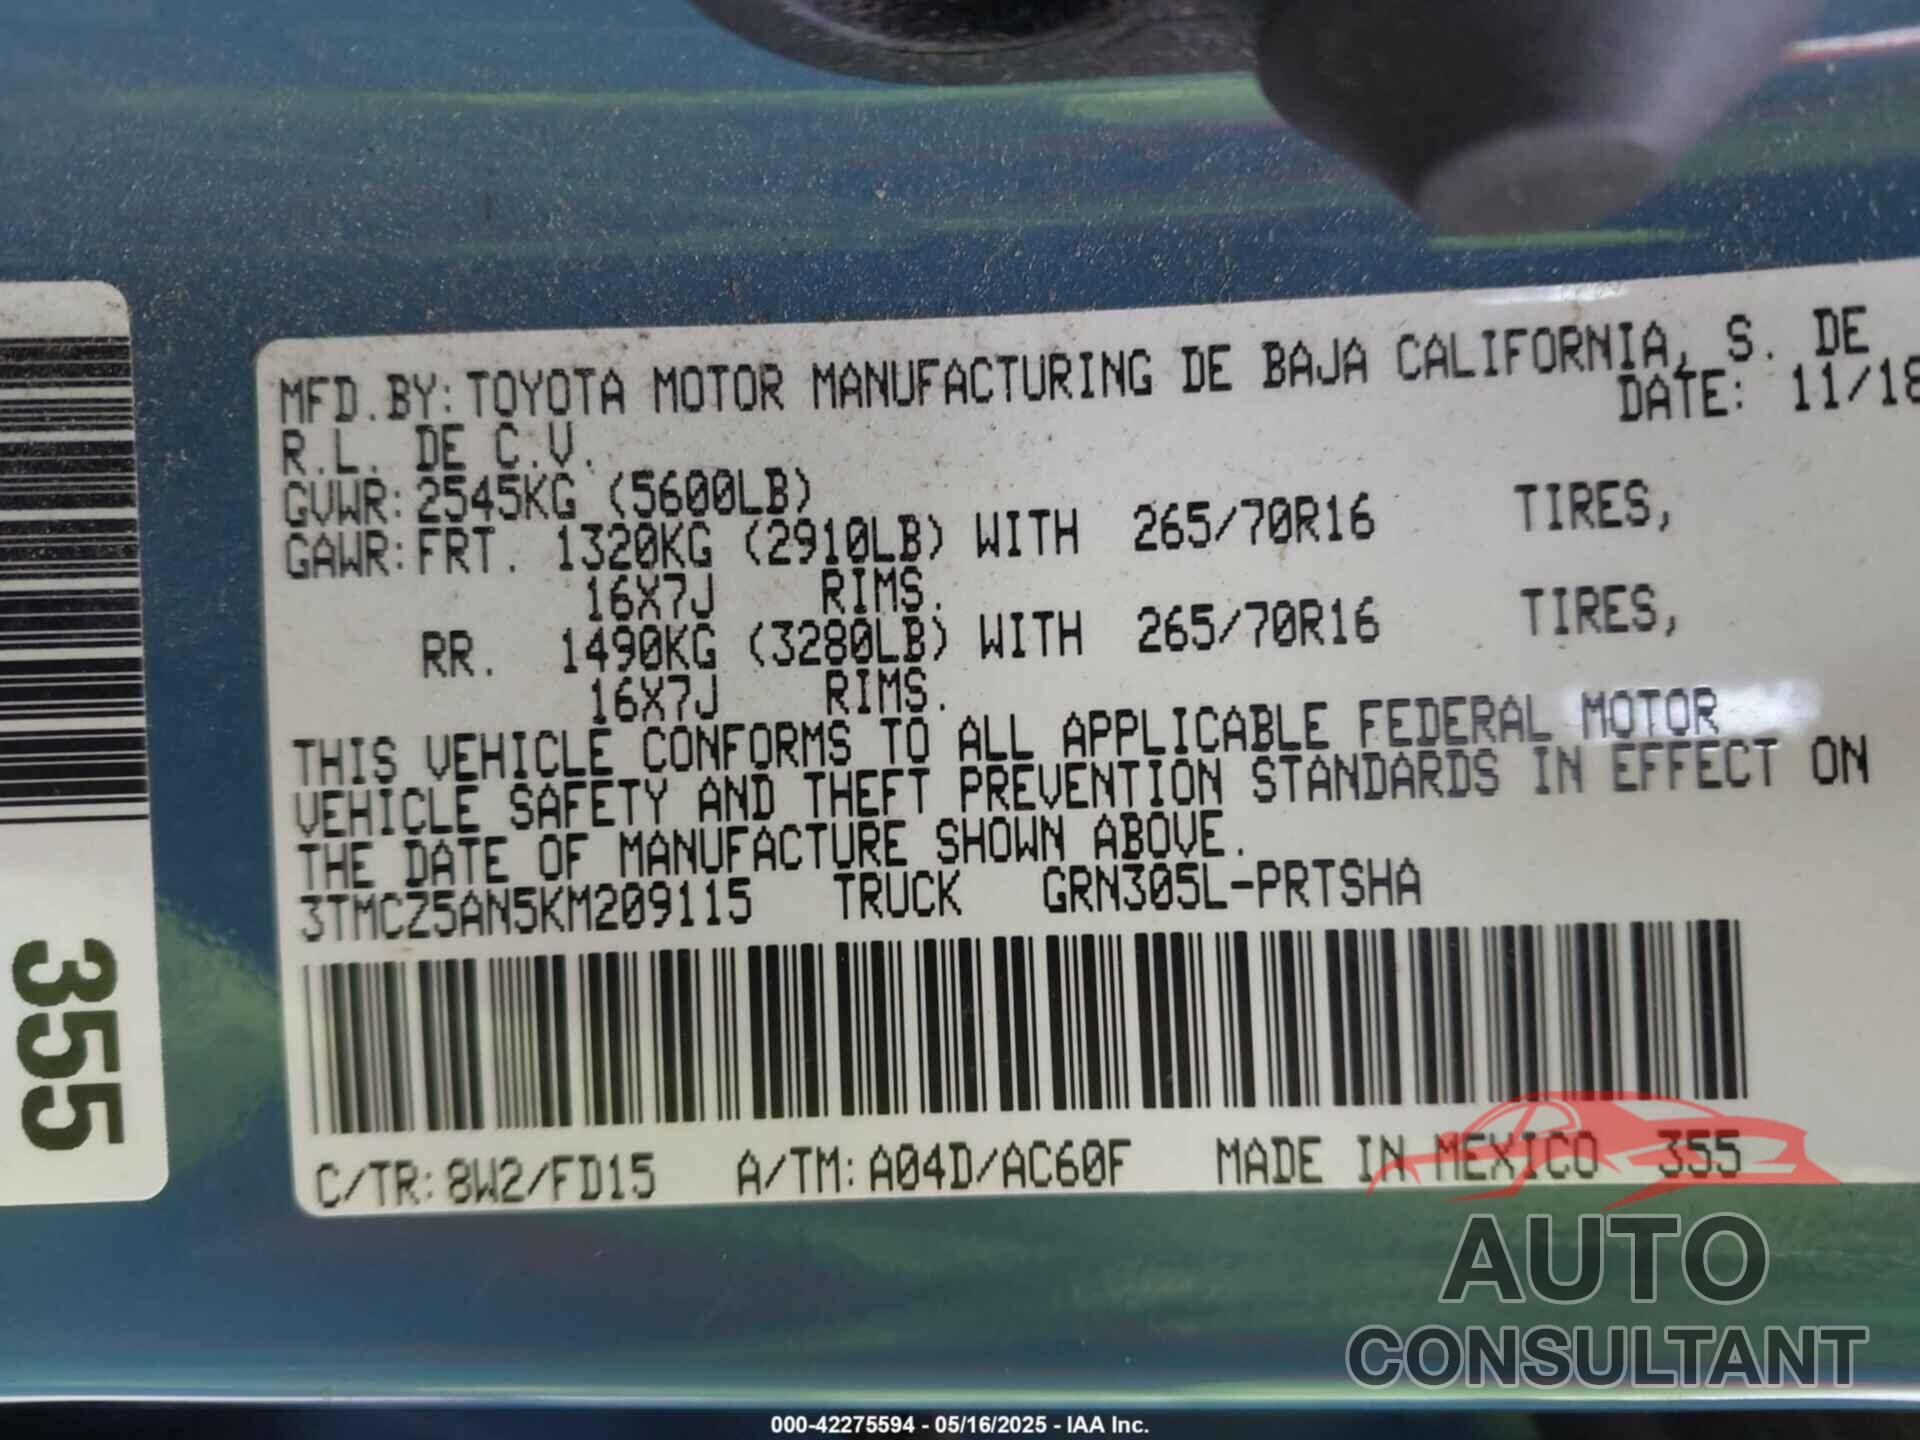 MFD.BY:TOYOTA MOTOR MANUFACTURING DE BAJA CALIFORNIA, S. DE
R.L. DE C.V. DATE: 11/18
GVWR:2545KG (5600LB)
GAWR:FRT. 1320KG (2910LB) WITH 265/70R16 TIRES,
16X7J RIMS.
RR. 1490KG (3280LB) WITH 265/70R16 TIRES,
16X7J RIMS.
THIS VEHICLE CONFORMS TO ALL APPLICABLE FEDERAL MOTOR
VEHICLE SAFETY AND THEFT PREVENTION STANDARDS IN EFFECT ON
THE DATE OF MANUFACTURE SHOWN ABOVE.
3TMCZ5AN5KM209115 TRUCK GRN305L-PRTSHA
C/TR:8W2/FD15 A/TM:A04D/AC60F MADE IN MEXICO 355
355
AUTO
CONSULTANT
000-42275594 - 05/16/2025 - IAA Inc.